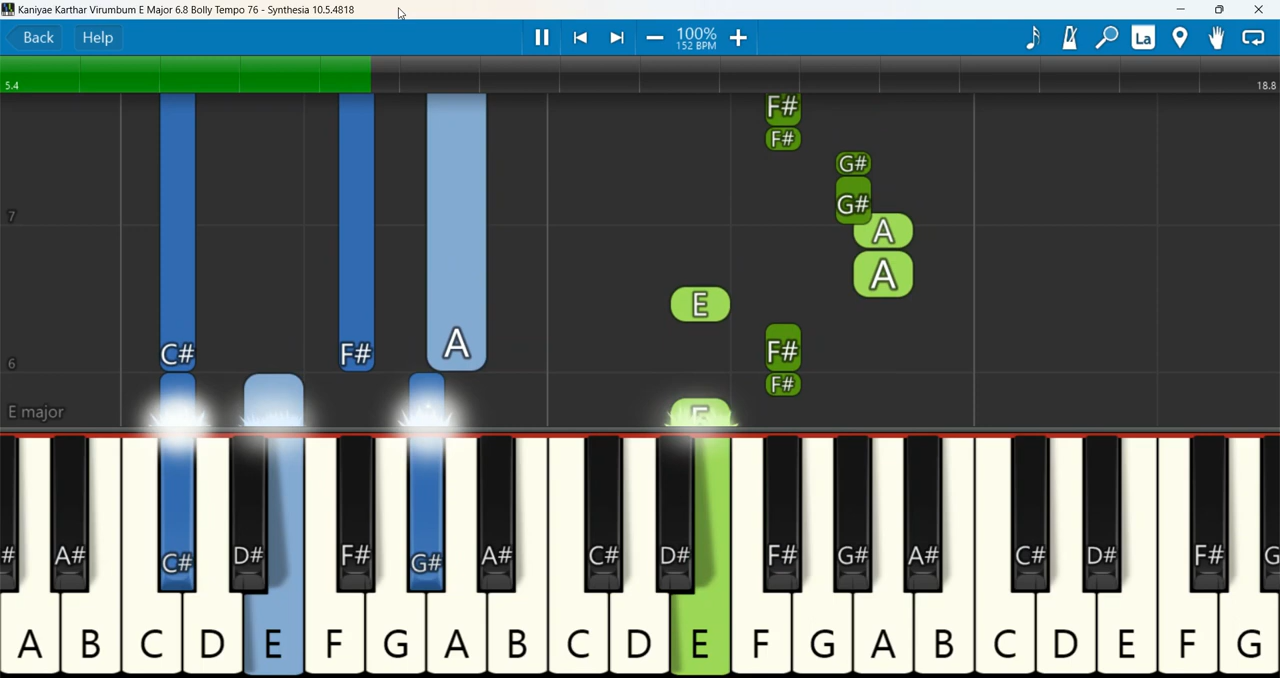 Kaniyae Karthar Virumbum E Major 6.8 Bolly Tempo 76 - Synthesia 10.5.4818
Back Help 100% La
152 BPM
5.4 18.8
F#
F#
G#
G#
7 A
A
E
C# F# A F#
6
F#
E major
# A# C# D# F# G# A# C# D# F# G# A# C# D# F# G
A B C D E F G A B C D E F G A B C D E F G